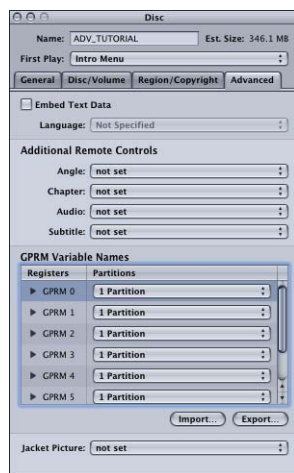 Disc
Name: ADV_TUTORIAL Est. Size: 346.1 MB
First Play: Intro Menu
General Disc/Volume Region/Copyright Advanced
Embed Text Data
Language: Not Specified
Additional Remote Controls
Angle: not set
Chapter: not set
Audio: not set
Subtitle: not set
GPRM Variable Names
Registers Partitions
GPRM 0 1 Partition
GPRM 1 1 Partition
GPRM 2 1 Partition
GPRM 3 1 Partition
GPRM 4 1 Partition
GPRM 5 1 Partition
Import... Export...
Jacket Picture: not set